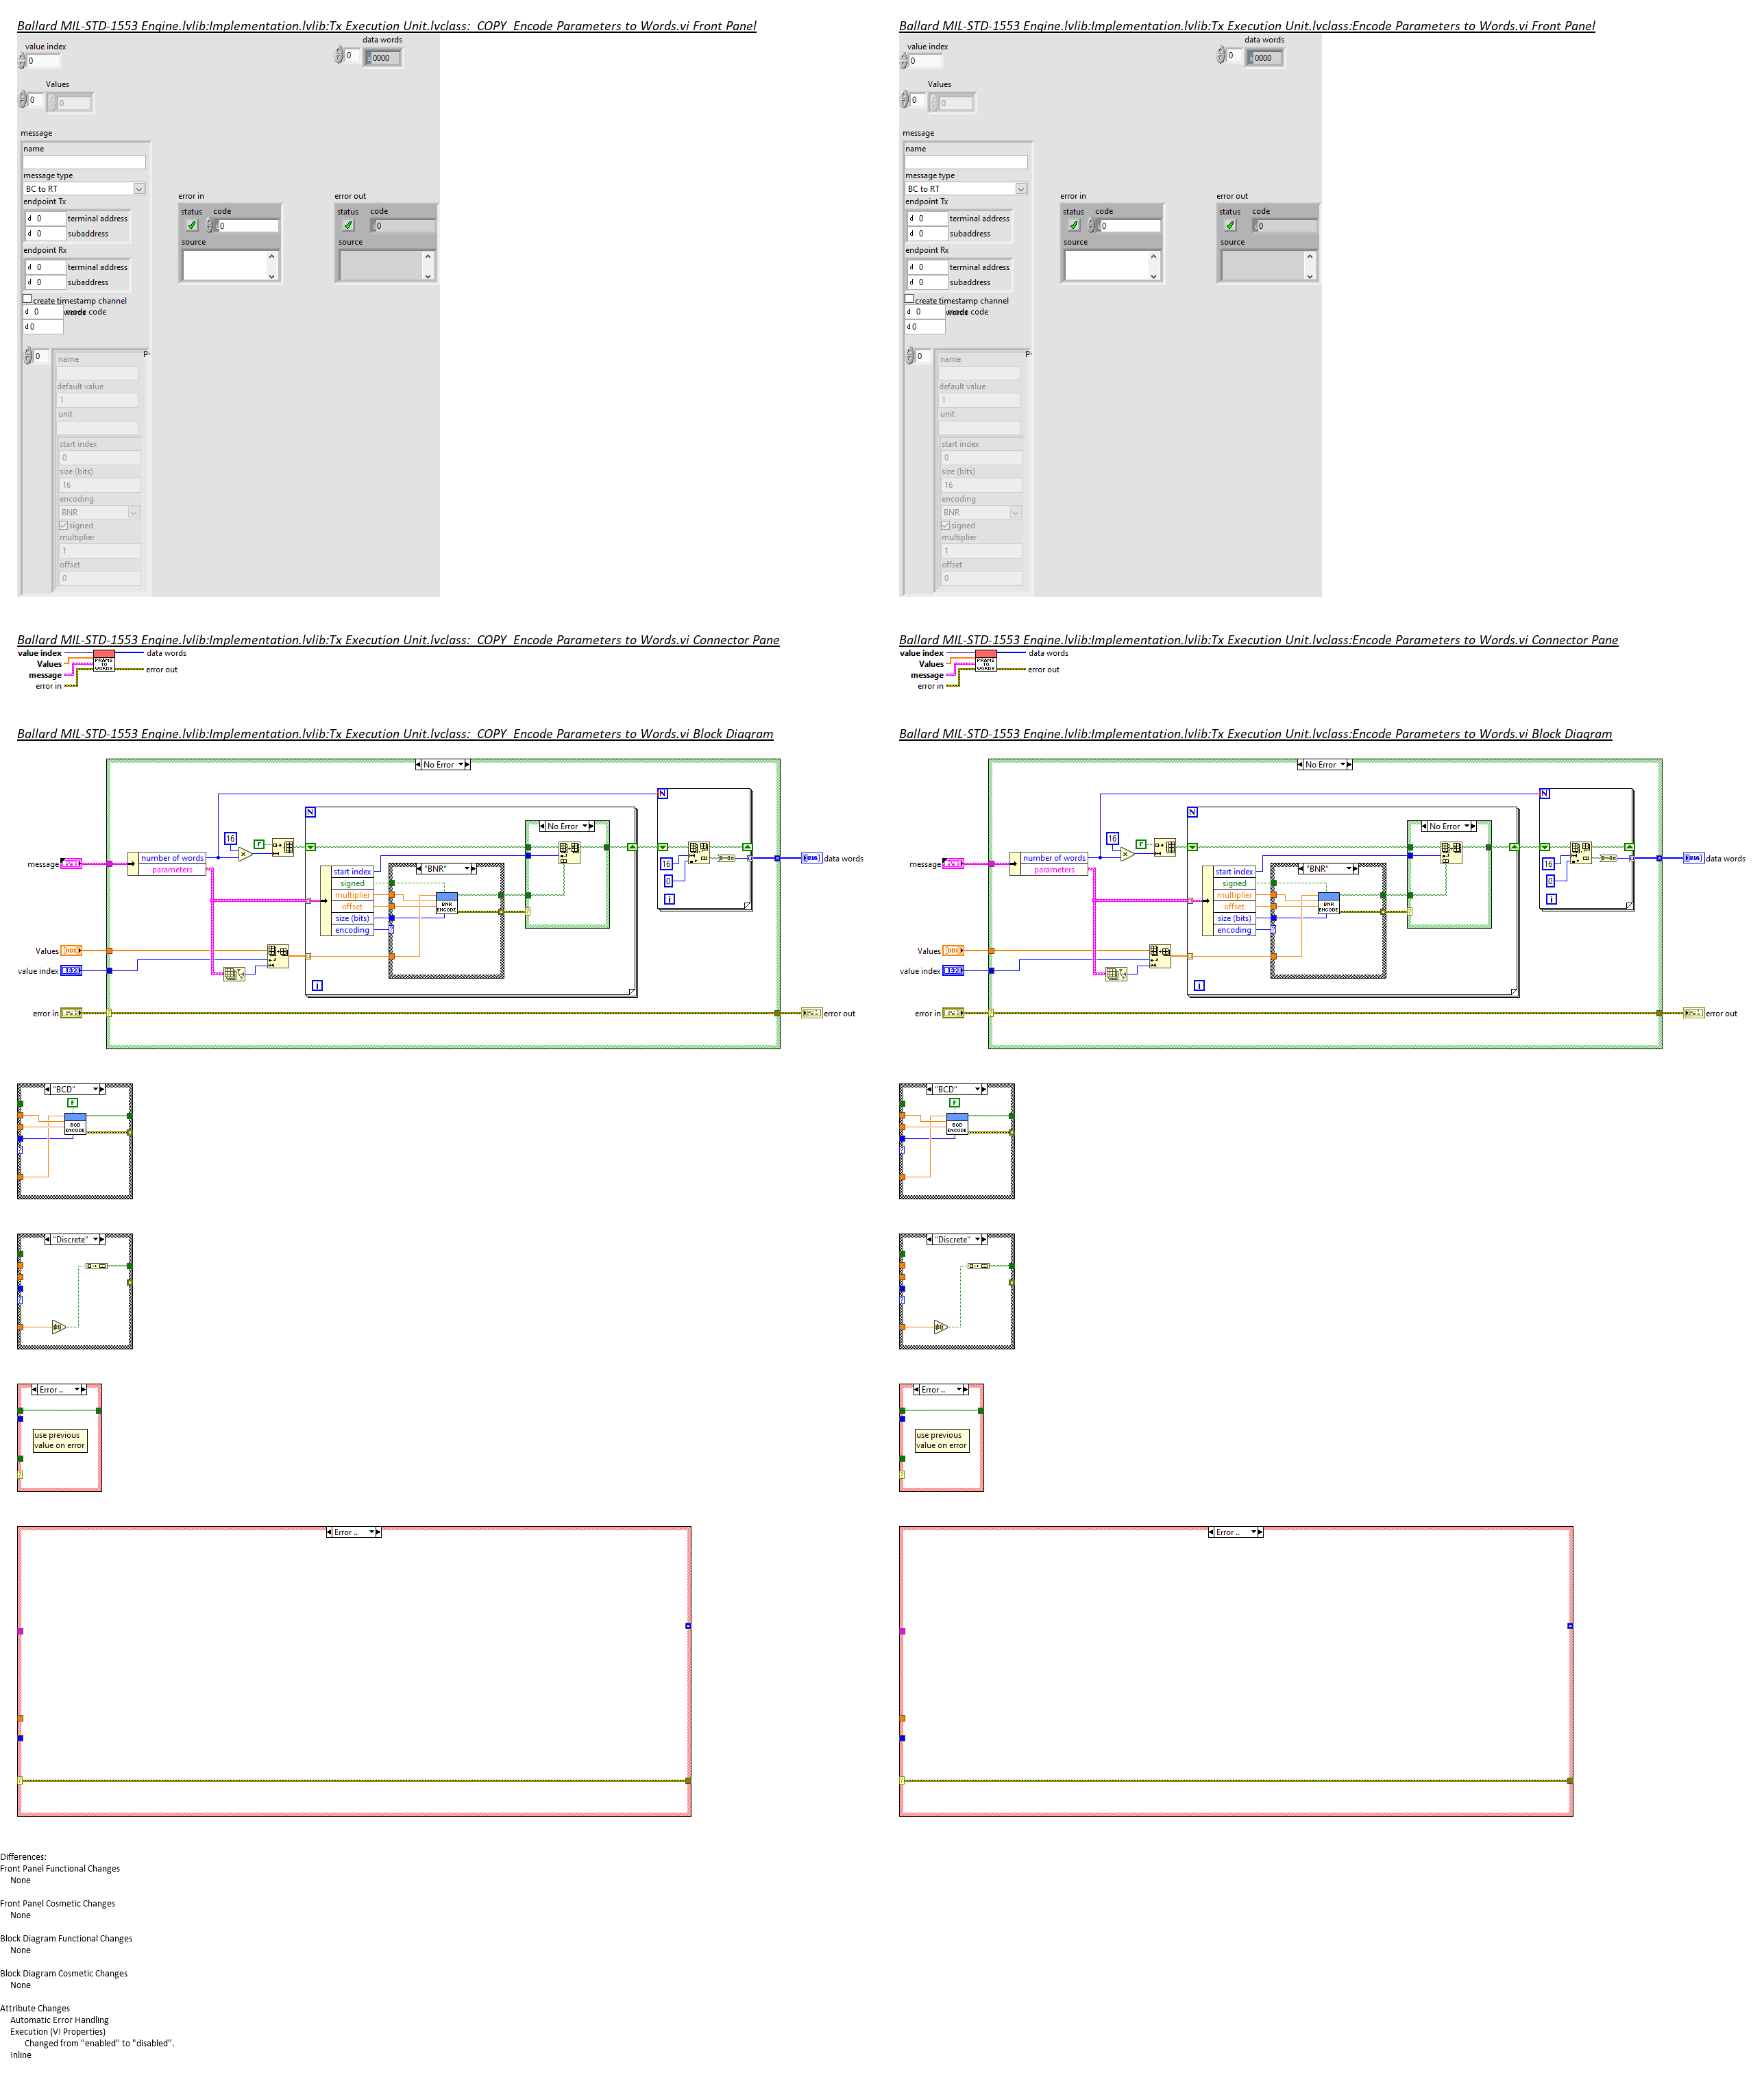 Ballard MIL-STD-1553 Engine.lvlib:Implementation.lvlib:Tx Execution Unit.lvclass:  COPY  Encode Parameters to Words.vi Front Panel
value index
0
data words
0
0000
Values
0
0
message
name
message type
BC to RT
endpoint Tx
d 0 terminal address
d 0 subaddress
endpoint Rx
d 0 terminal address
d 0 subaddress
create timestamp channel
d 0 mode code
d 0
error in
status code
0
source
error out
status code
0
source
0
name
default value
1
unit
start index
0
size (bits)
16
encoding
BNR
signed
multiplier
1
offset
0
Ballard MIL-STD-1553 Engine.lvlib:Implementation.lvlib:Tx Execution Unit.lvclass:Encode Parameters to Words.vi Front Panel
value index
0
data words
0
0000
Values
0
0
message
name
message type
BC to RT
endpoint Tx
d 0 terminal address
d 0 subaddress
endpoint Rx
d 0 terminal address
d 0 subaddress
create timestamp channel
d 0 mode code
d 0
error in
status code
0
source
error out
status code
0
source
0
name
default value
1
unit
start index
0
size (bits)
16
encoding
BNR
signed
multiplier
1
offset
0
Ballard MIL-STD-1553 Engine.lvlib:Implementation.lvlib:Tx Execution Unit.lvclass:  COPY  Encode Parameters to Words.vi Connector Pane
value index
Values
message
error in
PRAMS
TO
WORDS
data words
error out
Ballard MIL-STD-1553 Engine.lvlib:Implementation.lvlib:Tx Execution Unit.lvclass:Encode Parameters to Words.vi Connector Pane
value index
Values
message
error in
PRAMS
TO
WORDS
data words
error out
Ballard MIL-STD-1553 Engine.lvlib:Implementation.lvlib:Tx Execution Unit.lvclass:  COPY  Encode Parameters to Words.vi Block Diagram
No Error
N
N
16
F
No Error
message
number of words
parameters
"BNR"
start index
signed
multiplier
offset
size (bits)
encoding
BNR
ENCODE
16
0
i
U16
data words
Values
DBL
value index
I32
i
error in
error out
Ballard MIL-STD-1553 Engine.lvlib:Implementation.lvlib:Tx Execution Unit.lvclass:Encode Parameters to Words.vi Block Diagram
No Error
N
N
16
F
No Error
message
number of words
parameters
"BNR"
start index
signed
multiplier
offset
size (bits)
encoding
BNR
ENCODE
16
0
i
U16
data words
Values
DBL
value index
I32
i
error in
error out
"BCD"
F
BCD
ENCODE
"BCD"
F
BCD
ENCODE
"Discrete"
"Discrete"
Error ..
use previous
value on error
Error ..
use previous
value on error
Error ..
Error ..
Differences:
Front Panel Functional Changes
None
Front Panel Cosmetic Changes
None
Block Diagram Functional Changes
None
Block Diagram Cosmetic Changes
None
Attribute Changes
Automatic Error Handling
Execution (VI Properties)
Changed from "enabled" to "disabled".
Inline